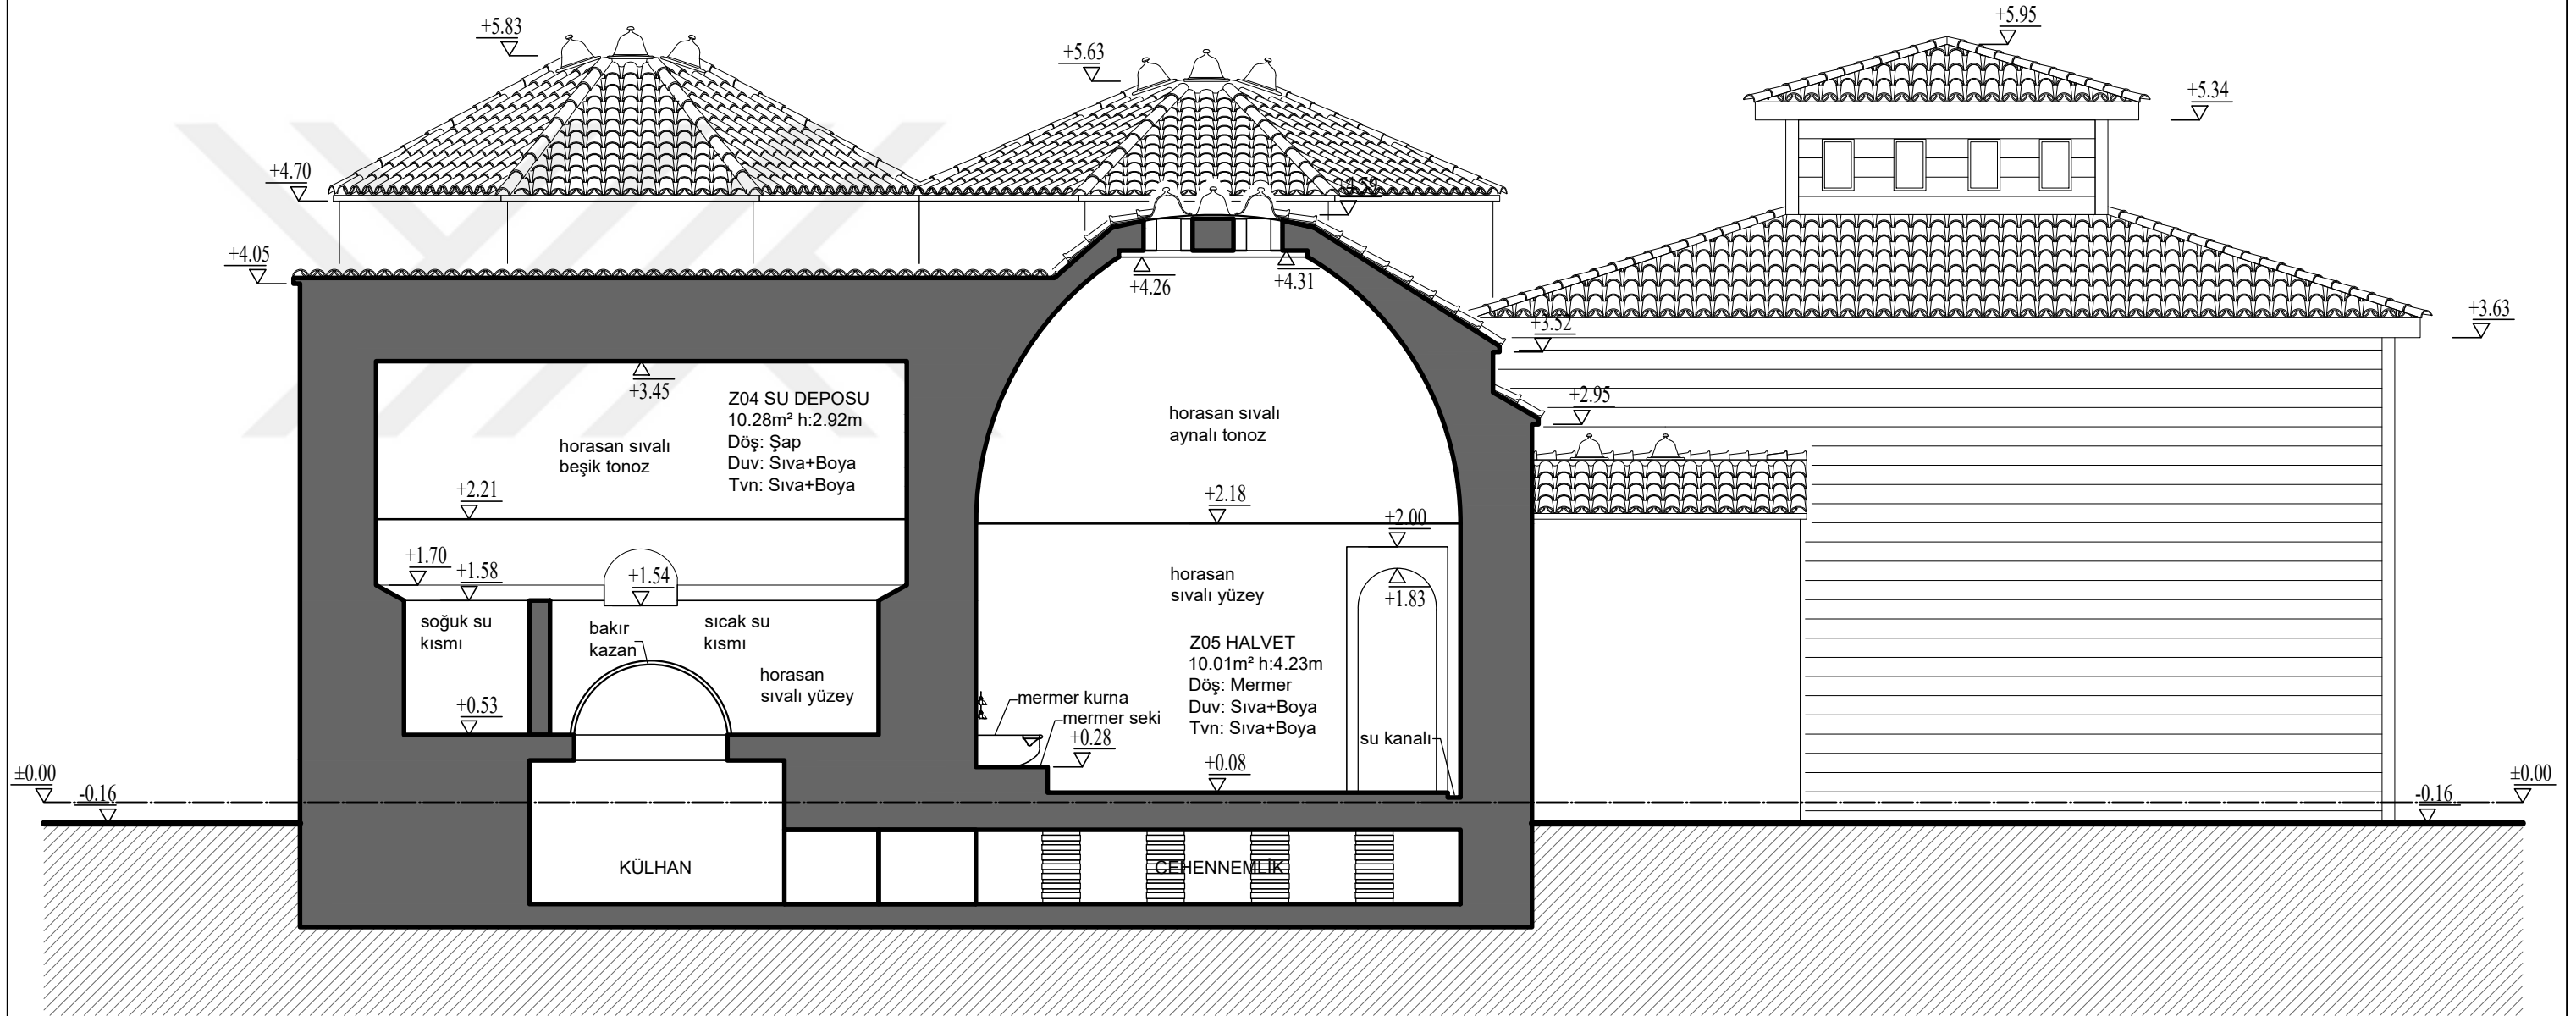 +5.83
+5.63
+5.95
+5.34
+4.70
+4.59
+4.05
+4.26
+4.31
+3.52
+3.63
+3.45
+2.95
Z04 SU DEPOSU
10.28m² h:2.92m
Döş: Şap
Duv: Sıva+Boya
Tvn: Sıva+Boya
horasan sıvalı
beşik tonoz
horasan sıvalı
aynalı tonoz
+2.21
+2.18
+2.00
+1.70
+1.58
+1.54
+1.83
soğuk su
kısmı
bakır
kazan
sıcak su
kısmı
horasan
sıvalı yüzey
horasan
sıvalı yüzey
Z05 HALVET
10.01m² h:4.23m
Döş: Mermer
Duv: Sıva+Boya
Tvn: Sıva+Boya
+0.53
mermer kurna
mermer seki
+0.28
su kanalı
+0.08
±0.00
-0.16
±0.00
-0.16
KÜLHAN
CEHENNEMLİK